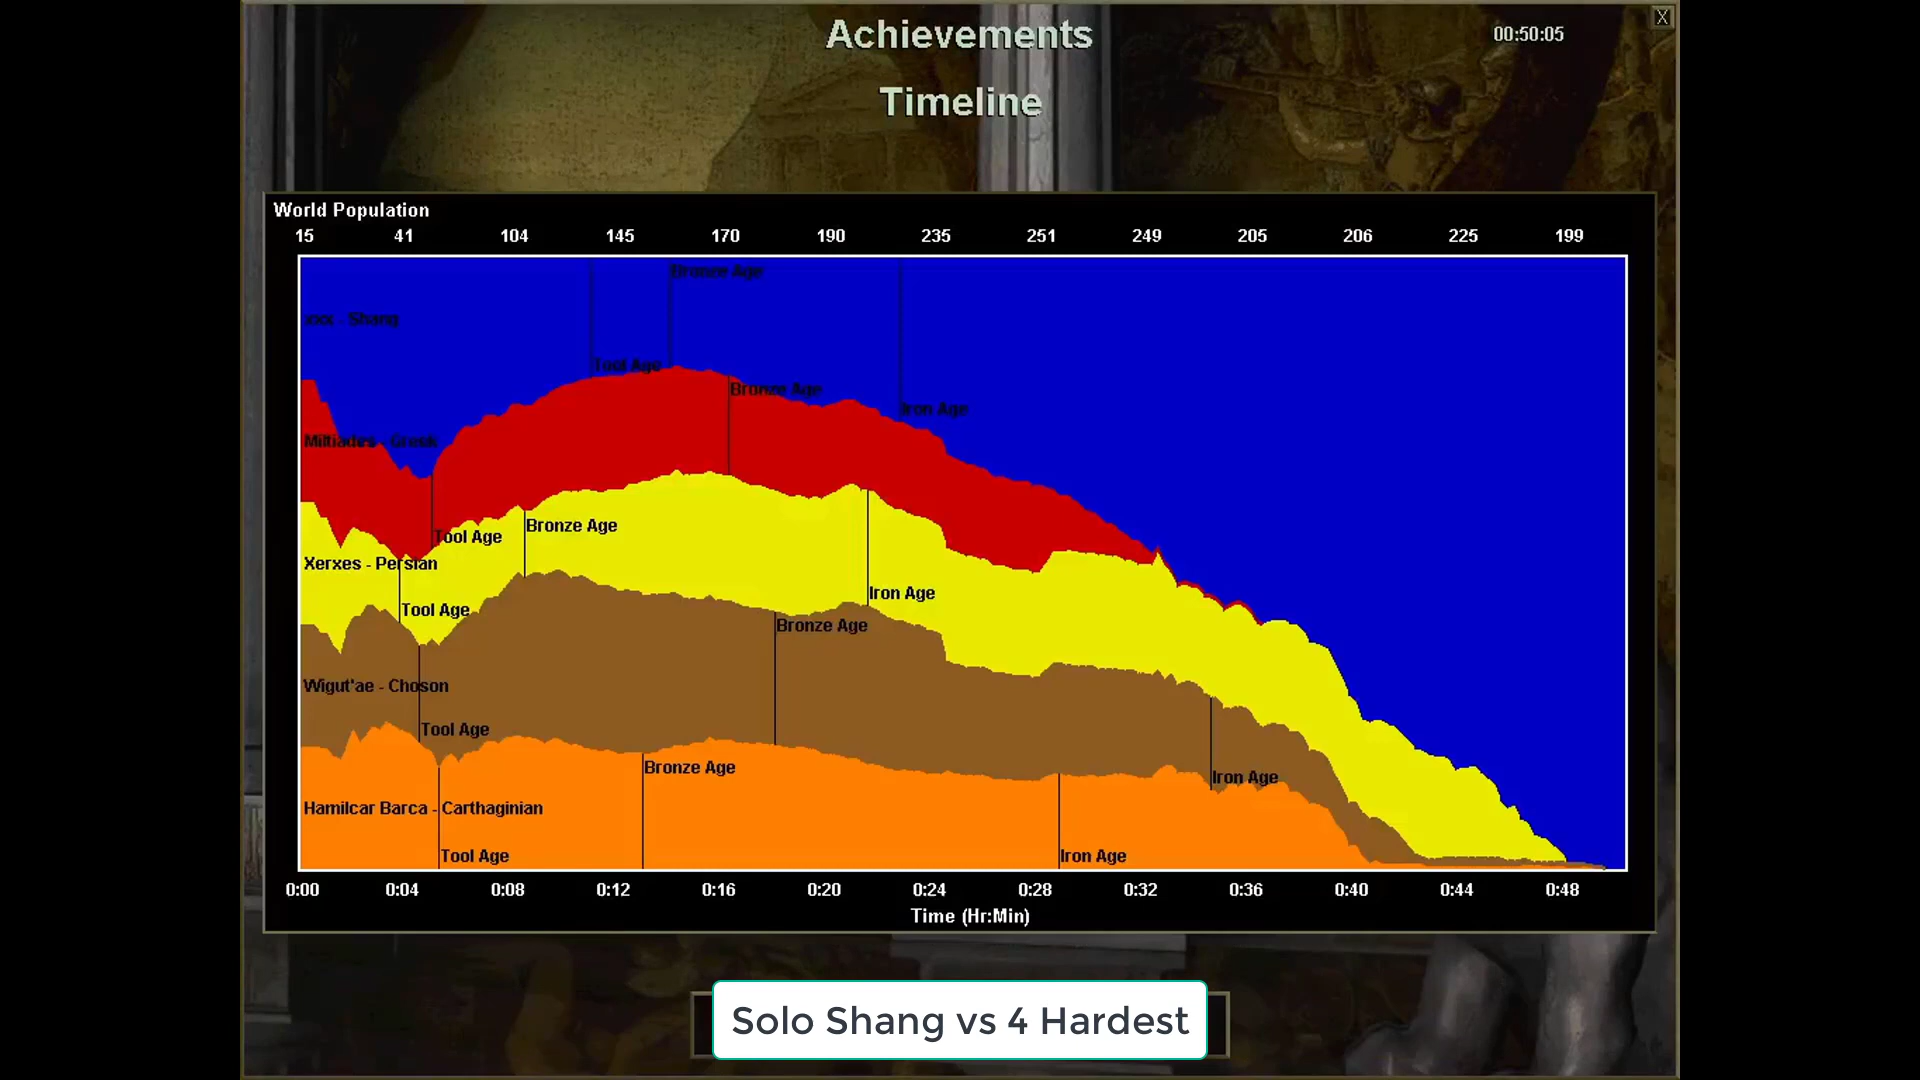 Achievements
00:50:05
X
Timeline
World Population
15 41 104 145 170 190 235 251 249 205 206 225 199
Bronze Age
xxx - Shang
Tool Age
Bronze Age
Iron Age
Miltiades - Greek
Tool Age
Bronze Age
Xerxes - Persian
Tool Age
Iron Age
Bronze Age
Wigut'ae - Choson
Tool Age
Bronze Age
Iron Age
Hamilcar Barca - Carthaginian
Tool Age
Iron Age
0:00 0:04 0:08 0:12 0:16 0:20 0:24 0:28 0:32 0:36 0:40 0:44 0:48
Time (Hr:Min)
Solo Shang vs 4 Hardest